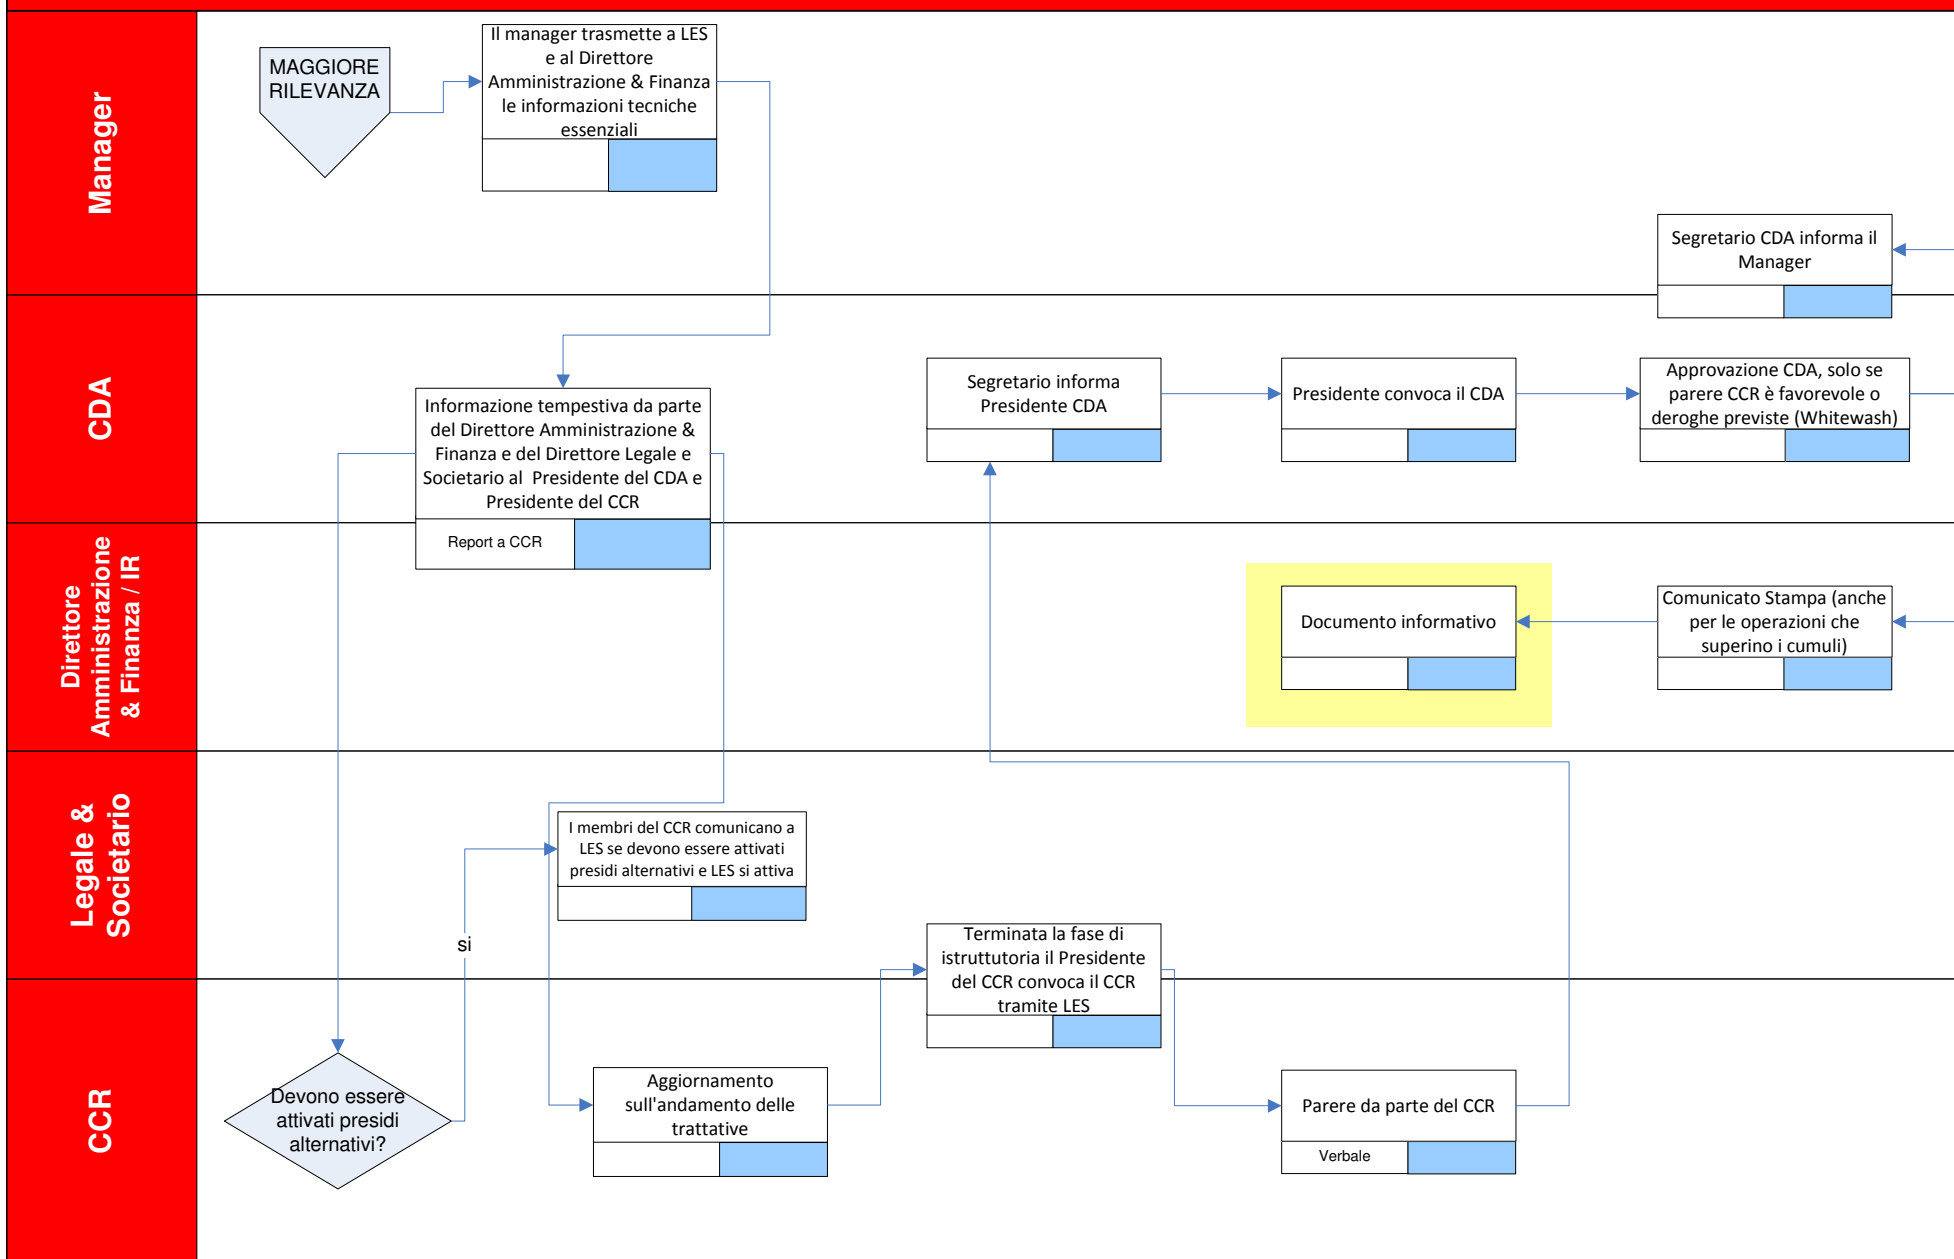 Manager
MAGGIORE
RILEVANZA
Il manager trasmette a LES
e al Direttore
Amministrazione & Finanza
le informazioni tecniche
essenziali
Segretario CDA informa il
Manager
CDA
Informazione tempestiva da parte
del Direttore Amministrazione &
Finanza e del Direttore Legale e
Societario al Presidente del CDA e
Presidente del CCR
Report a CCR
Segretario informa
Presidente CDA
Presidente convoca il CDA
Approvazione CDA, solo se
parere CCR è favorevole o
deroghe previste (Whitewash)
Direttore
Amministrazione
& Finanza / IR
Documento informativo
Comunicato Stampa (anche
per le operazioni che
superino i cumuli)
Legale &
Societario
I membri del CCR comunicano a
LES se devono essere attivati
presidi alternativi e LES si attiva
si
Terminata la fase di
istruttutoria il Presidente
del CCR convoca il CCR
tramite LES
CCR
Devono essere
attivati presidi
alternativi?
Aggiornamento
sull'andamento delle
trattative
Parere da parte del CCR
Verbale